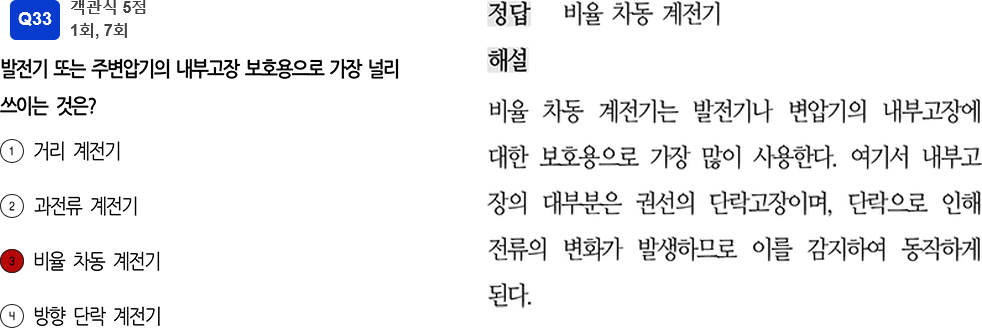 Q33
객관식 5점
1회, 7회
발전기 또는 주변압기의 내부고장 보호용으로 가장 널리
쓰이는 것은?
1 거리 계전기
2 과전류 계전기
3 비율 차동 계전기
4 방향 단락 계전기
정답 비율 차동 계전기
해설
비율 차동 계전기는 발전기나 변압기의 내부고장에
대한 보호용으로 가장 많이 사용한다. 여기서 내부고
장의 대부분은 권선의 단락고장이며, 단락으로 인해
전류의 변화가 발생하므로 이를 감지하여 동작하게
된다.